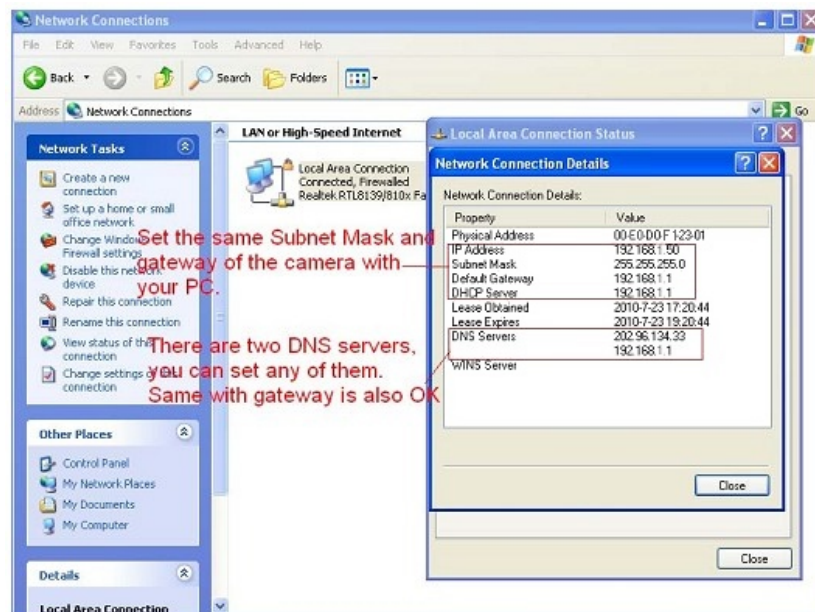 Network Connections
File Edit View Favorites Tools Advanced Help
Back Search Folders
Address Network Connections Go
Network Tasks
Create a new
connection
Set up a home or small
office network
Change Windows
Firewall settings
Disable this network
device
Repair this connection
Rename this connection
View status of this
connection
Change settings of this
connection
Other Places
Control Panel
My Network Places
My Documents
My Computer
Details
Local Area Connection
LAN or High-Speed Internet
Local Area Connection
Connected, Firewalled
Realtek RTL8139/810x Fa
Set the same Subnet Mask and
gateway of the camera with
your PC.
There are two DNS servers,
you can set any of them.
Same with gateway is also OK
Local Area Connection Status
Network Connection Details
Network Connection Details:
Property Value
Physical Address 00-E0-D0-F1-23-01
IP Address 192.168.1.50
Subnet Mask 255.255.255.0
Default Gateway 192.168.1.1
DHCP Server 192.168.1.1
Lease Obtained 2010-7-23 17:20:44
Lease Expires 2010-7-23 19:20:44
DNS Servers 202.96.134.33
192.168.1.1
WINS Server
Close
Close